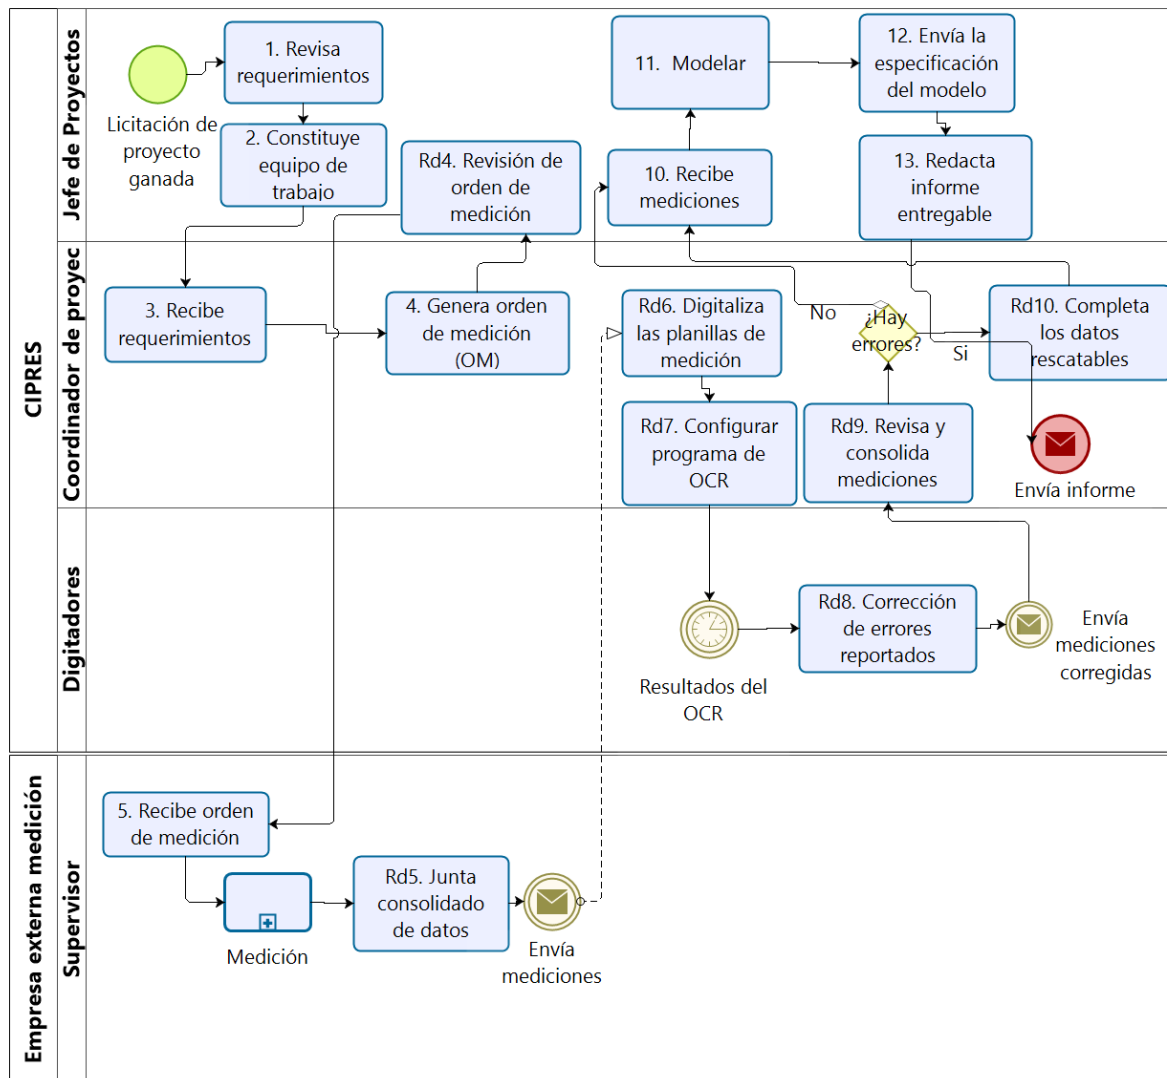 CIPRES
Jefe de Proyectos
Licitación de
proyecto
ganada
1. Revisa
requerimientos
2. Constituye
equipo de
trabajo
Rd4. Revisión de
orden de
medición
11. Modelar
10. Recibe
mediciones
12. Envía la
especificación
del modelo
13. Redacta
informe
entregable
Coordinador de proyec
3. Recibe
requerimientos
4. Genera orden
de medición
(OM)
Rd6. Digitaliza
las planillas de
medición
Rd7. Configurar
programa de
OCR
No
¿Hay
errores?
Si
Rd9. Revisa y
consolida
mediciones
Rd10. Completa
los datos
rescatables
Envía informe
Digitadores
Resultados del
OCR
Rd8. Corrección
de errores
reportados
Envía
mediciones
corregidas
Empresa externa medición
Supervisor
5. Recibe orden
de medición
Medición
Rd5. Junta
consolidado
de datos
Envía
mediciones